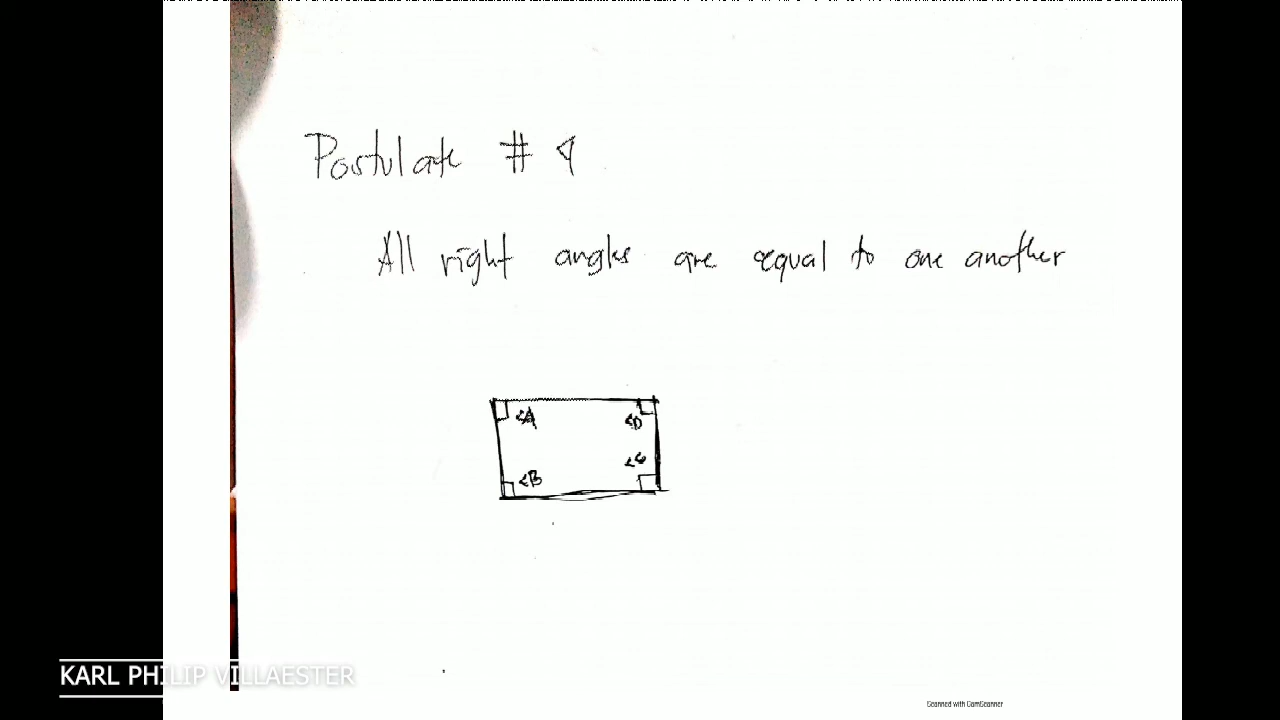 Postulate # 4
All right angles are equal to one another
<A
<D
<B
<C
KARL PHILIP VILLAESTER
Scanned with CamScanner